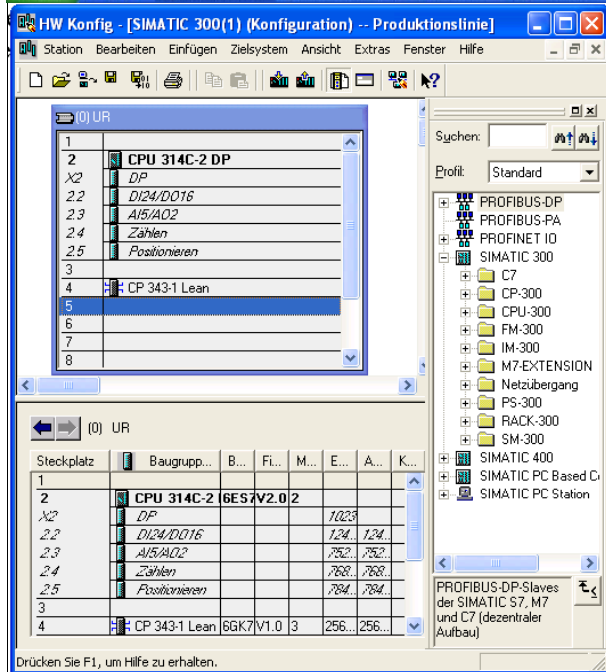 HW Konfig - [SIMATIC 300(1) (Konfiguration) -- Produktionslinie]
Station Bearbeiten Einfügen Zielsystem Ansicht Extras Fenster Hilfe
(0) UR
1
2 CPU 314C-2 DP
X2 DP
2.2 DI24/DO16
2.3 AI5/AO2
2.4 Zählen
2.5 Positionieren
3
4 CP 343-1 Lean
5
6
7
8
Suchen:
Profil: Standard
PROFIBUS-DP
PROFIBUS-PA
PROFINET IO
SIMATIC 300
C7
CP-300
CPU-300
FM-300
IM-300
M7-EXTENSION
Netzübergang
PS-300
RACK-300
SM-300
SIMATIC 400
SIMATIC PC Based C
SIMATIC PC Station
(0) UR
Steckplatz Baugrupp... B... Fi... M... E... A... K...
1
2 CPU 314C-2 6ES7 V2.0 2
X2 DP 1023
2.2 DI24/DO16 124... 124...
2.3 AI5/AO2 752... 752...
2.4 Zählen 768... 768...
2.5 Positionieren 784... 784...
3
4 CP 343-1 Lean 6GK7 V1.0 3 256... 256...
PROFIBUS-DP-Slaves
der SIMATIC S7, M7
und C7 (dezentraler
Aufbau)
Drücken Sie F1, um Hilfe zu erhalten.